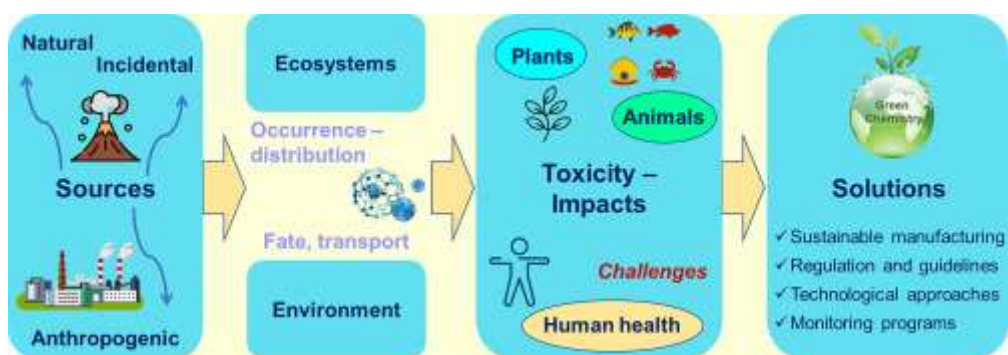 Natural
Incidental
Sources
Anthropogenic
Ecosystems
Occurrence –
distribution
Fate, transport
Environment
Plants
Animals
Toxicity –
Impacts
Challenges
Human health
Green
Chemistry
Solutions
✓ Sustainable manufacturing
✓ Regulation and guidelines
✓ Technological approaches
✓ Monitoring programs